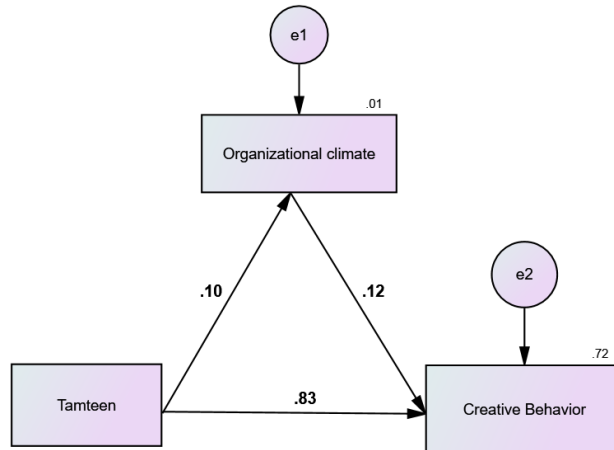 e1
.01
Organizational climate
e2
.10
.12
.72
Tamteen
.83
Creative Behavior